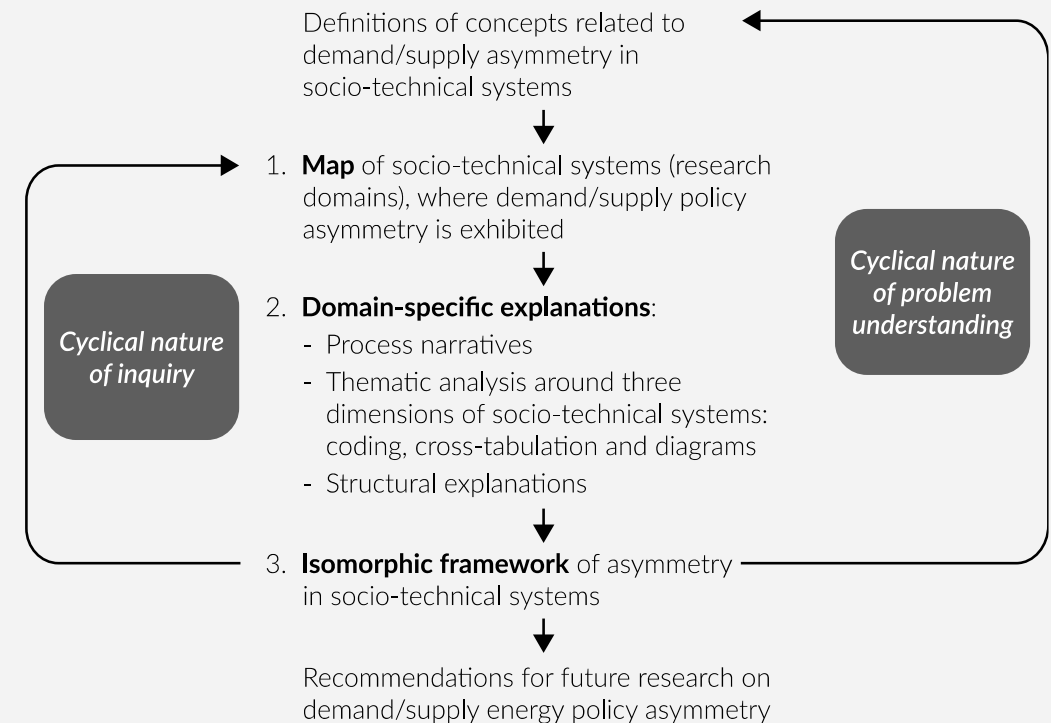 Definitions of concepts related to
demand/supply asymmetry in
socio-technical systems
1. Map of socio-technical systems (research
domains), where demand/supply policy
asymmetry is exhibited
2. Domain-specific explanations:
- Process narratives
- Thematic analysis around three
dimensions of socio-technical systems:
coding, cross-tabulation and diagrams
- Structural explanations
3. Isomorphic framework of asymmetry
in socio-technical systems
Recommendations for future research on
demand/supply energy policy asymmetry
Cyclical nature
of inquiry
Cyclical nature
of problem
understanding